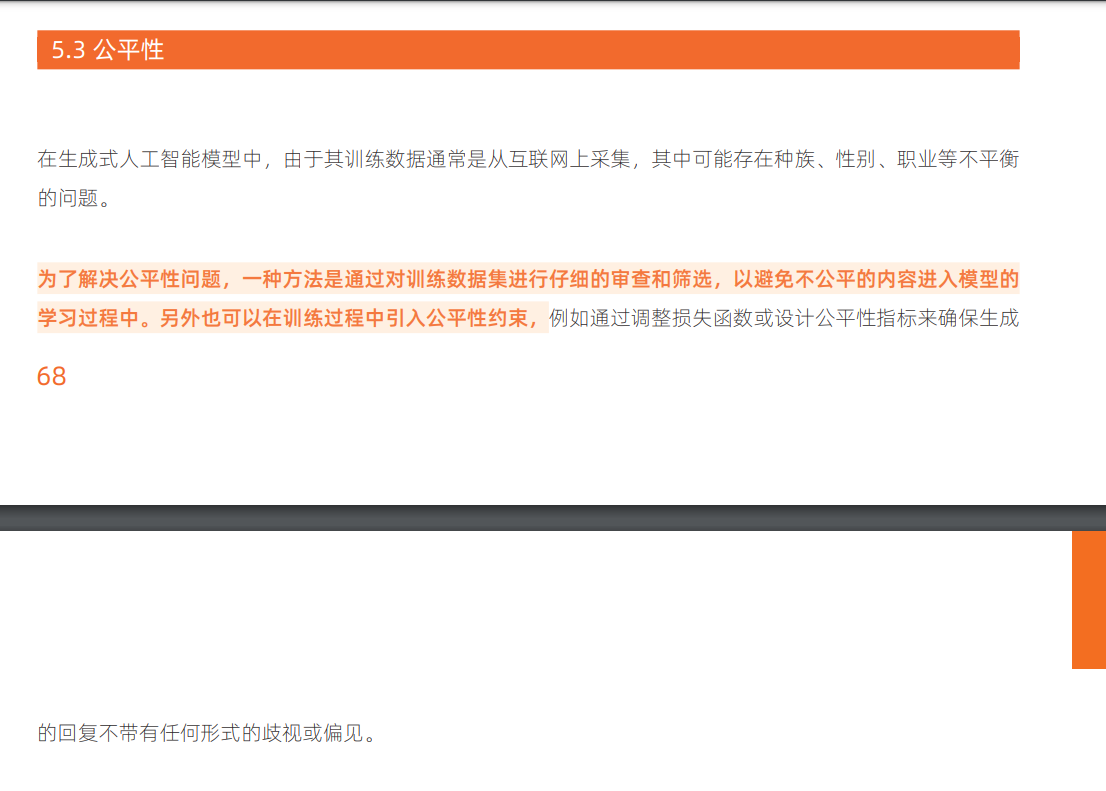 5.3 公平性
在生成式人工智能模型中，由于其训练数据通常是从互联网上采集，其中可能存在种族、性别、职业等不平衡
的问题。
为了解决公平性问题，一种方法是通过对训练数据集进行仔细的审查和筛选，以避免不公平的内容进入模型的
学习过程中。另外也可以在训练过程中引入公平性约束，例如通过调整损失函数或设计公平性指标来确保生成
68
的回复不带有任何形式的歧视或偏见。